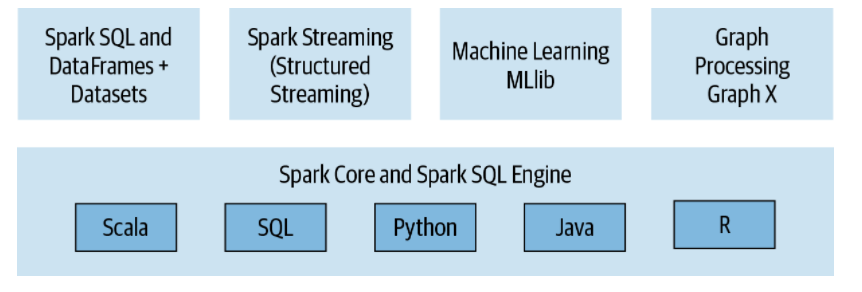 Spark SQL and
DataFrames +
Datasets
Spark Streaming
(Structured
Streaming)
Machine Learning
MLlib
Graph
Processing
Graph X
Spark Core and Spark SQL Engine
Scala
SQL
Python
Java
R